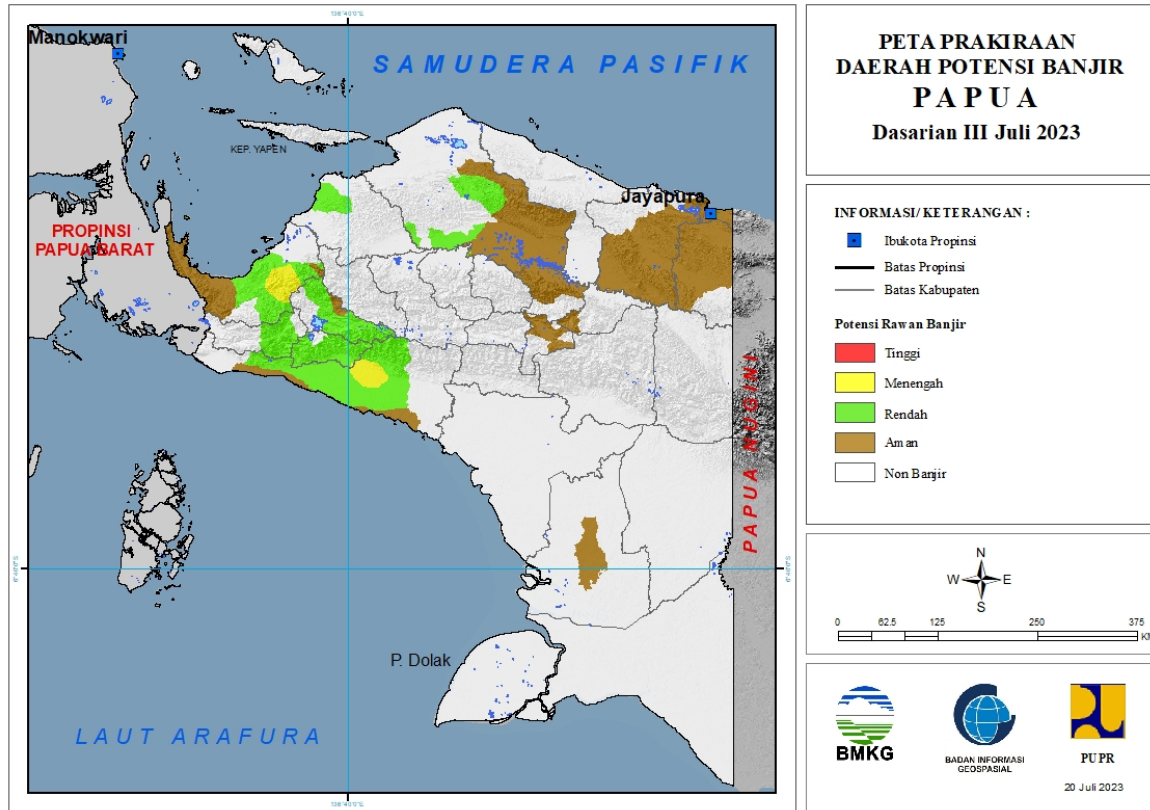 Manokwari
SAMUDERA PASIFIK
KEP. YAPEN
Jayapura
PROPINSI
PAPUA BARAT
PAPUA NUGINI
P. Dolak
LAUT ARAFURA
PETA PRAKIRAAN
DAERAH POTENSI BANJIR
PAPUA
Dasarian III Juli 2023
INFORMASI/ KETERANGAN :
Ibukota Propinsi
Batas Propinsi
Batas Kabupaten
Potensi Rawan Banjir
Tinggi
Menengah
Rendah
Aman
Non Banjir
N
W E
S
0 62.5 125 250 375
BMKG
BADAN INFORMASI
GEOSPASIAL
PUPR
20 Juli 2023